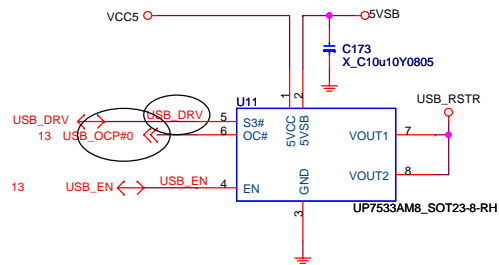 VCC5
5VSB
C173
X_C10u10Y0805
U11
USB_RSTR
USB_DRV
USB_DRV
5
S3#
1
5VCC
2
5VSB
VOUT1
7
13
USB_OCP#0
6
OC#
13
USB_EN
USB_EN
4
EN
GND
3
VOUT2
8
UP7533AM8_SOT23-8-RH